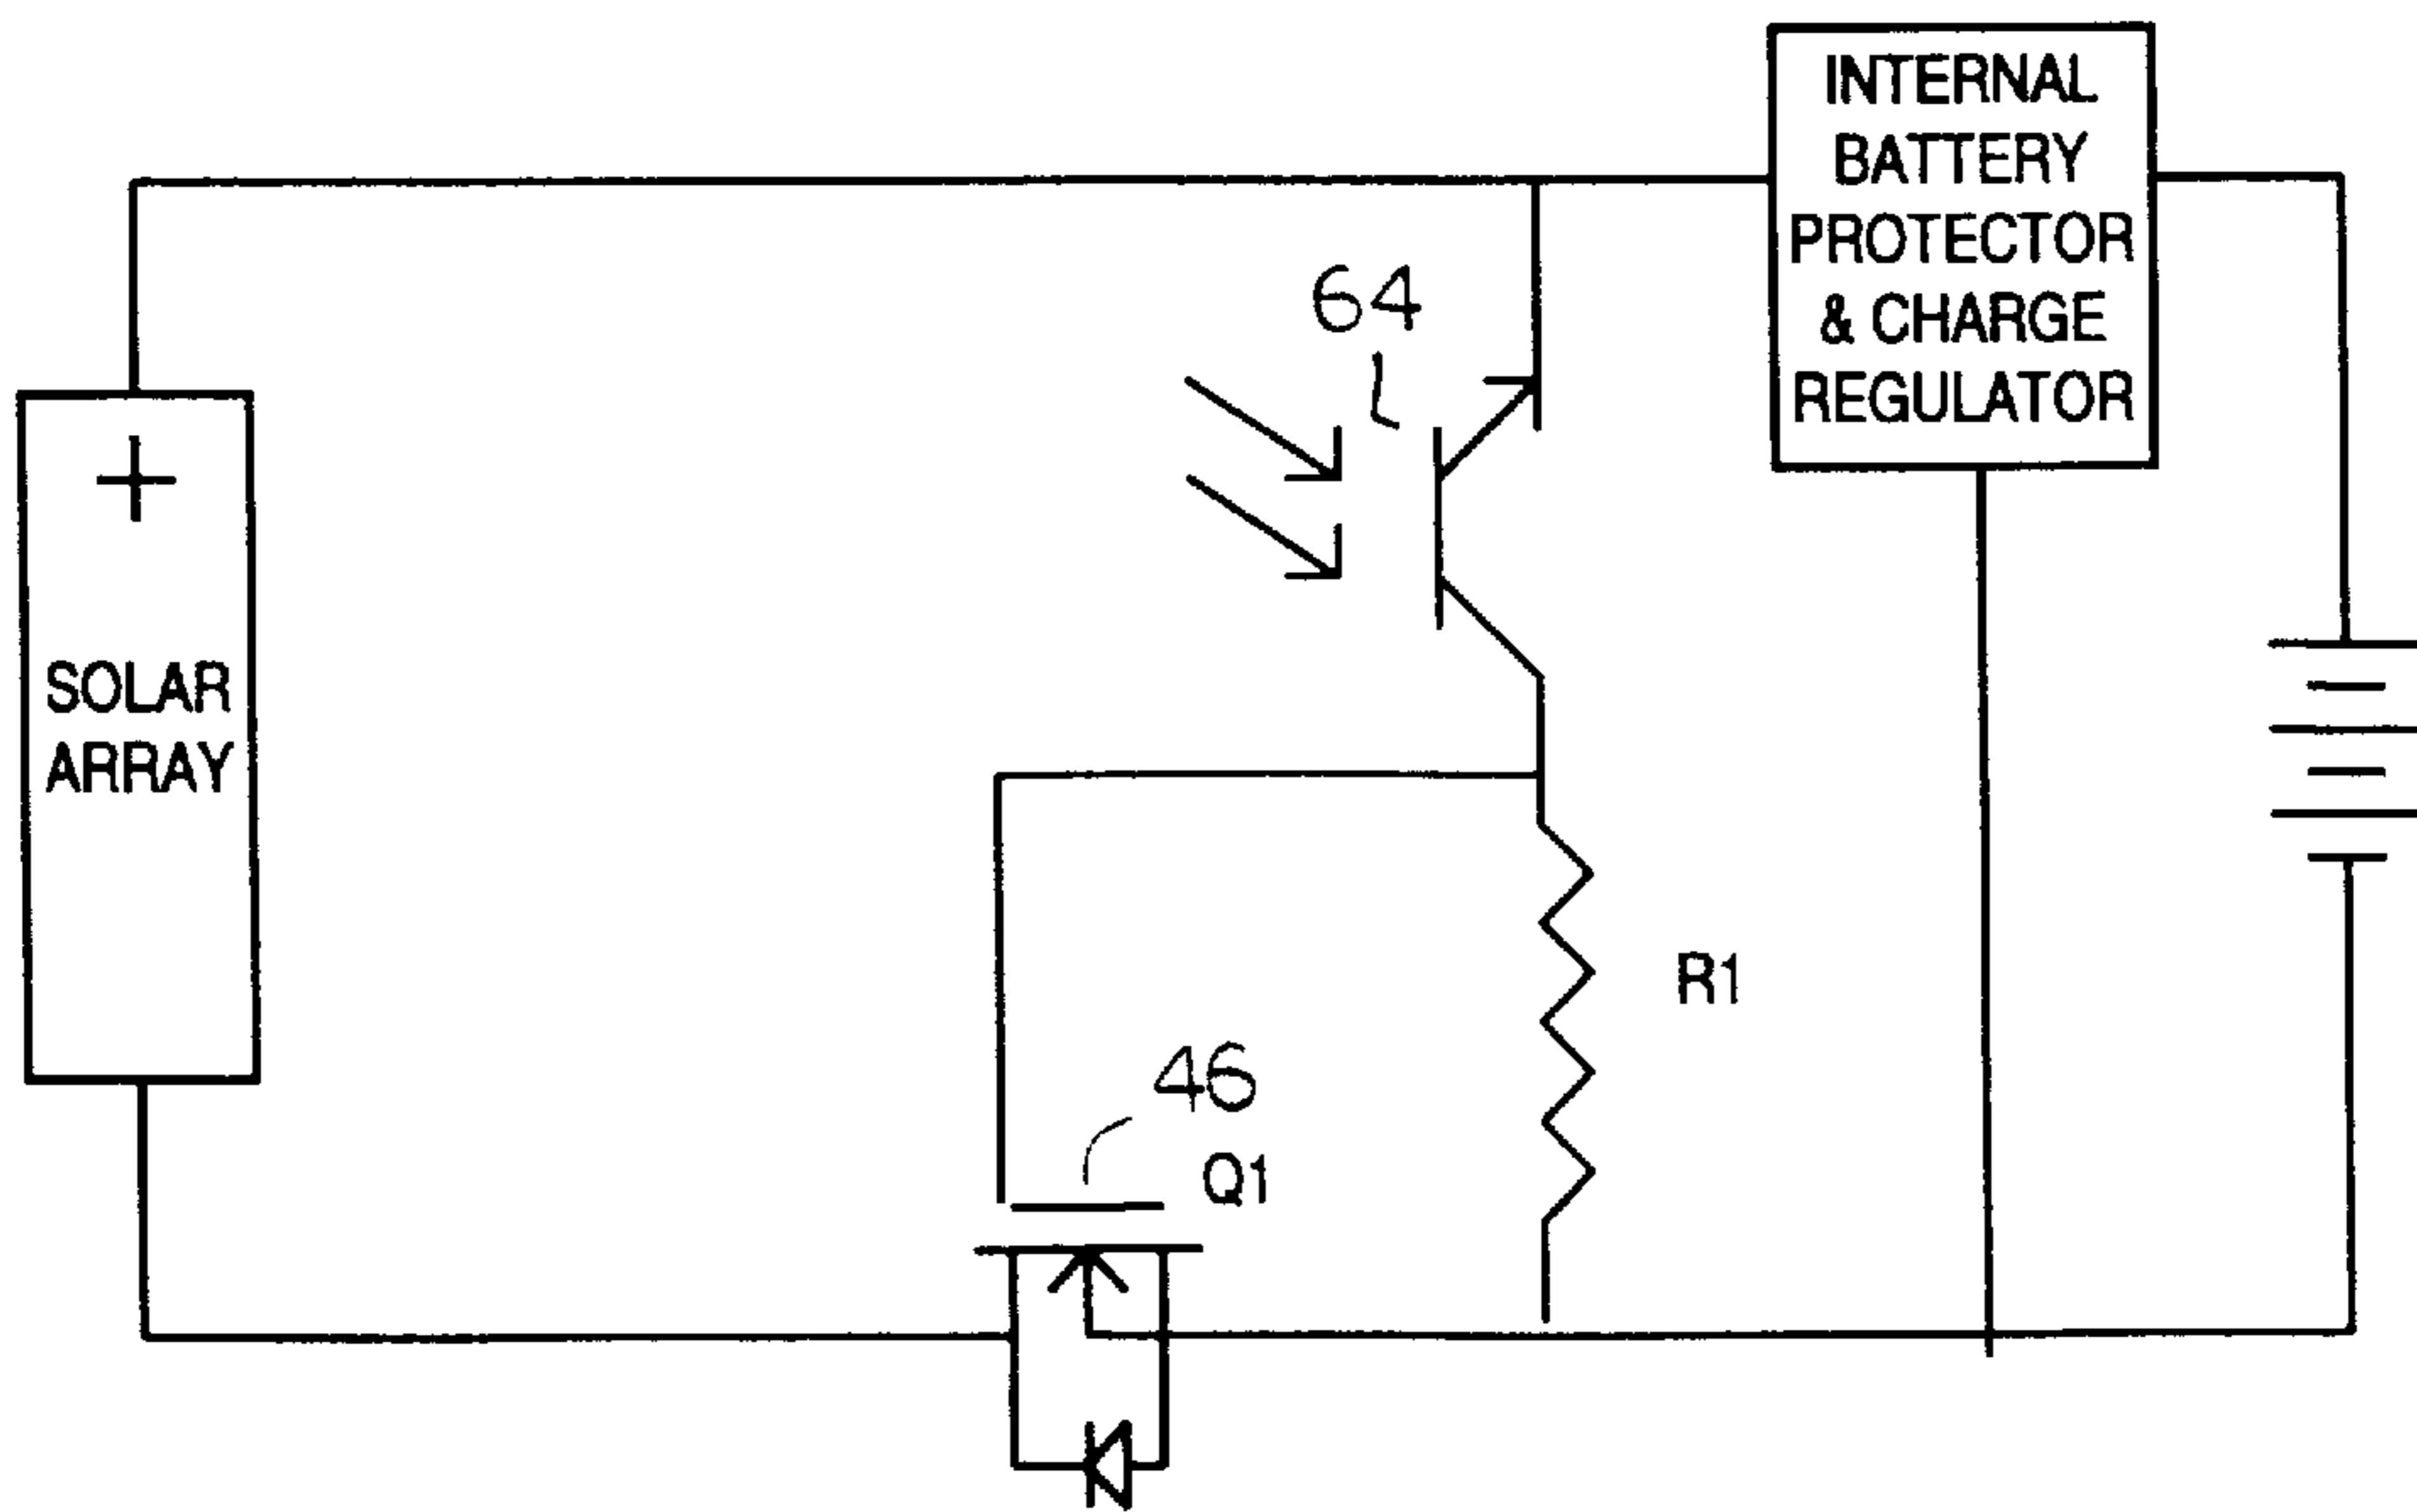 INTERNAL
BATTERY
PROTECTOR
& CHARGE
REGULATOR
64
+
SOLAR
ARRAY
R1
46
Q1